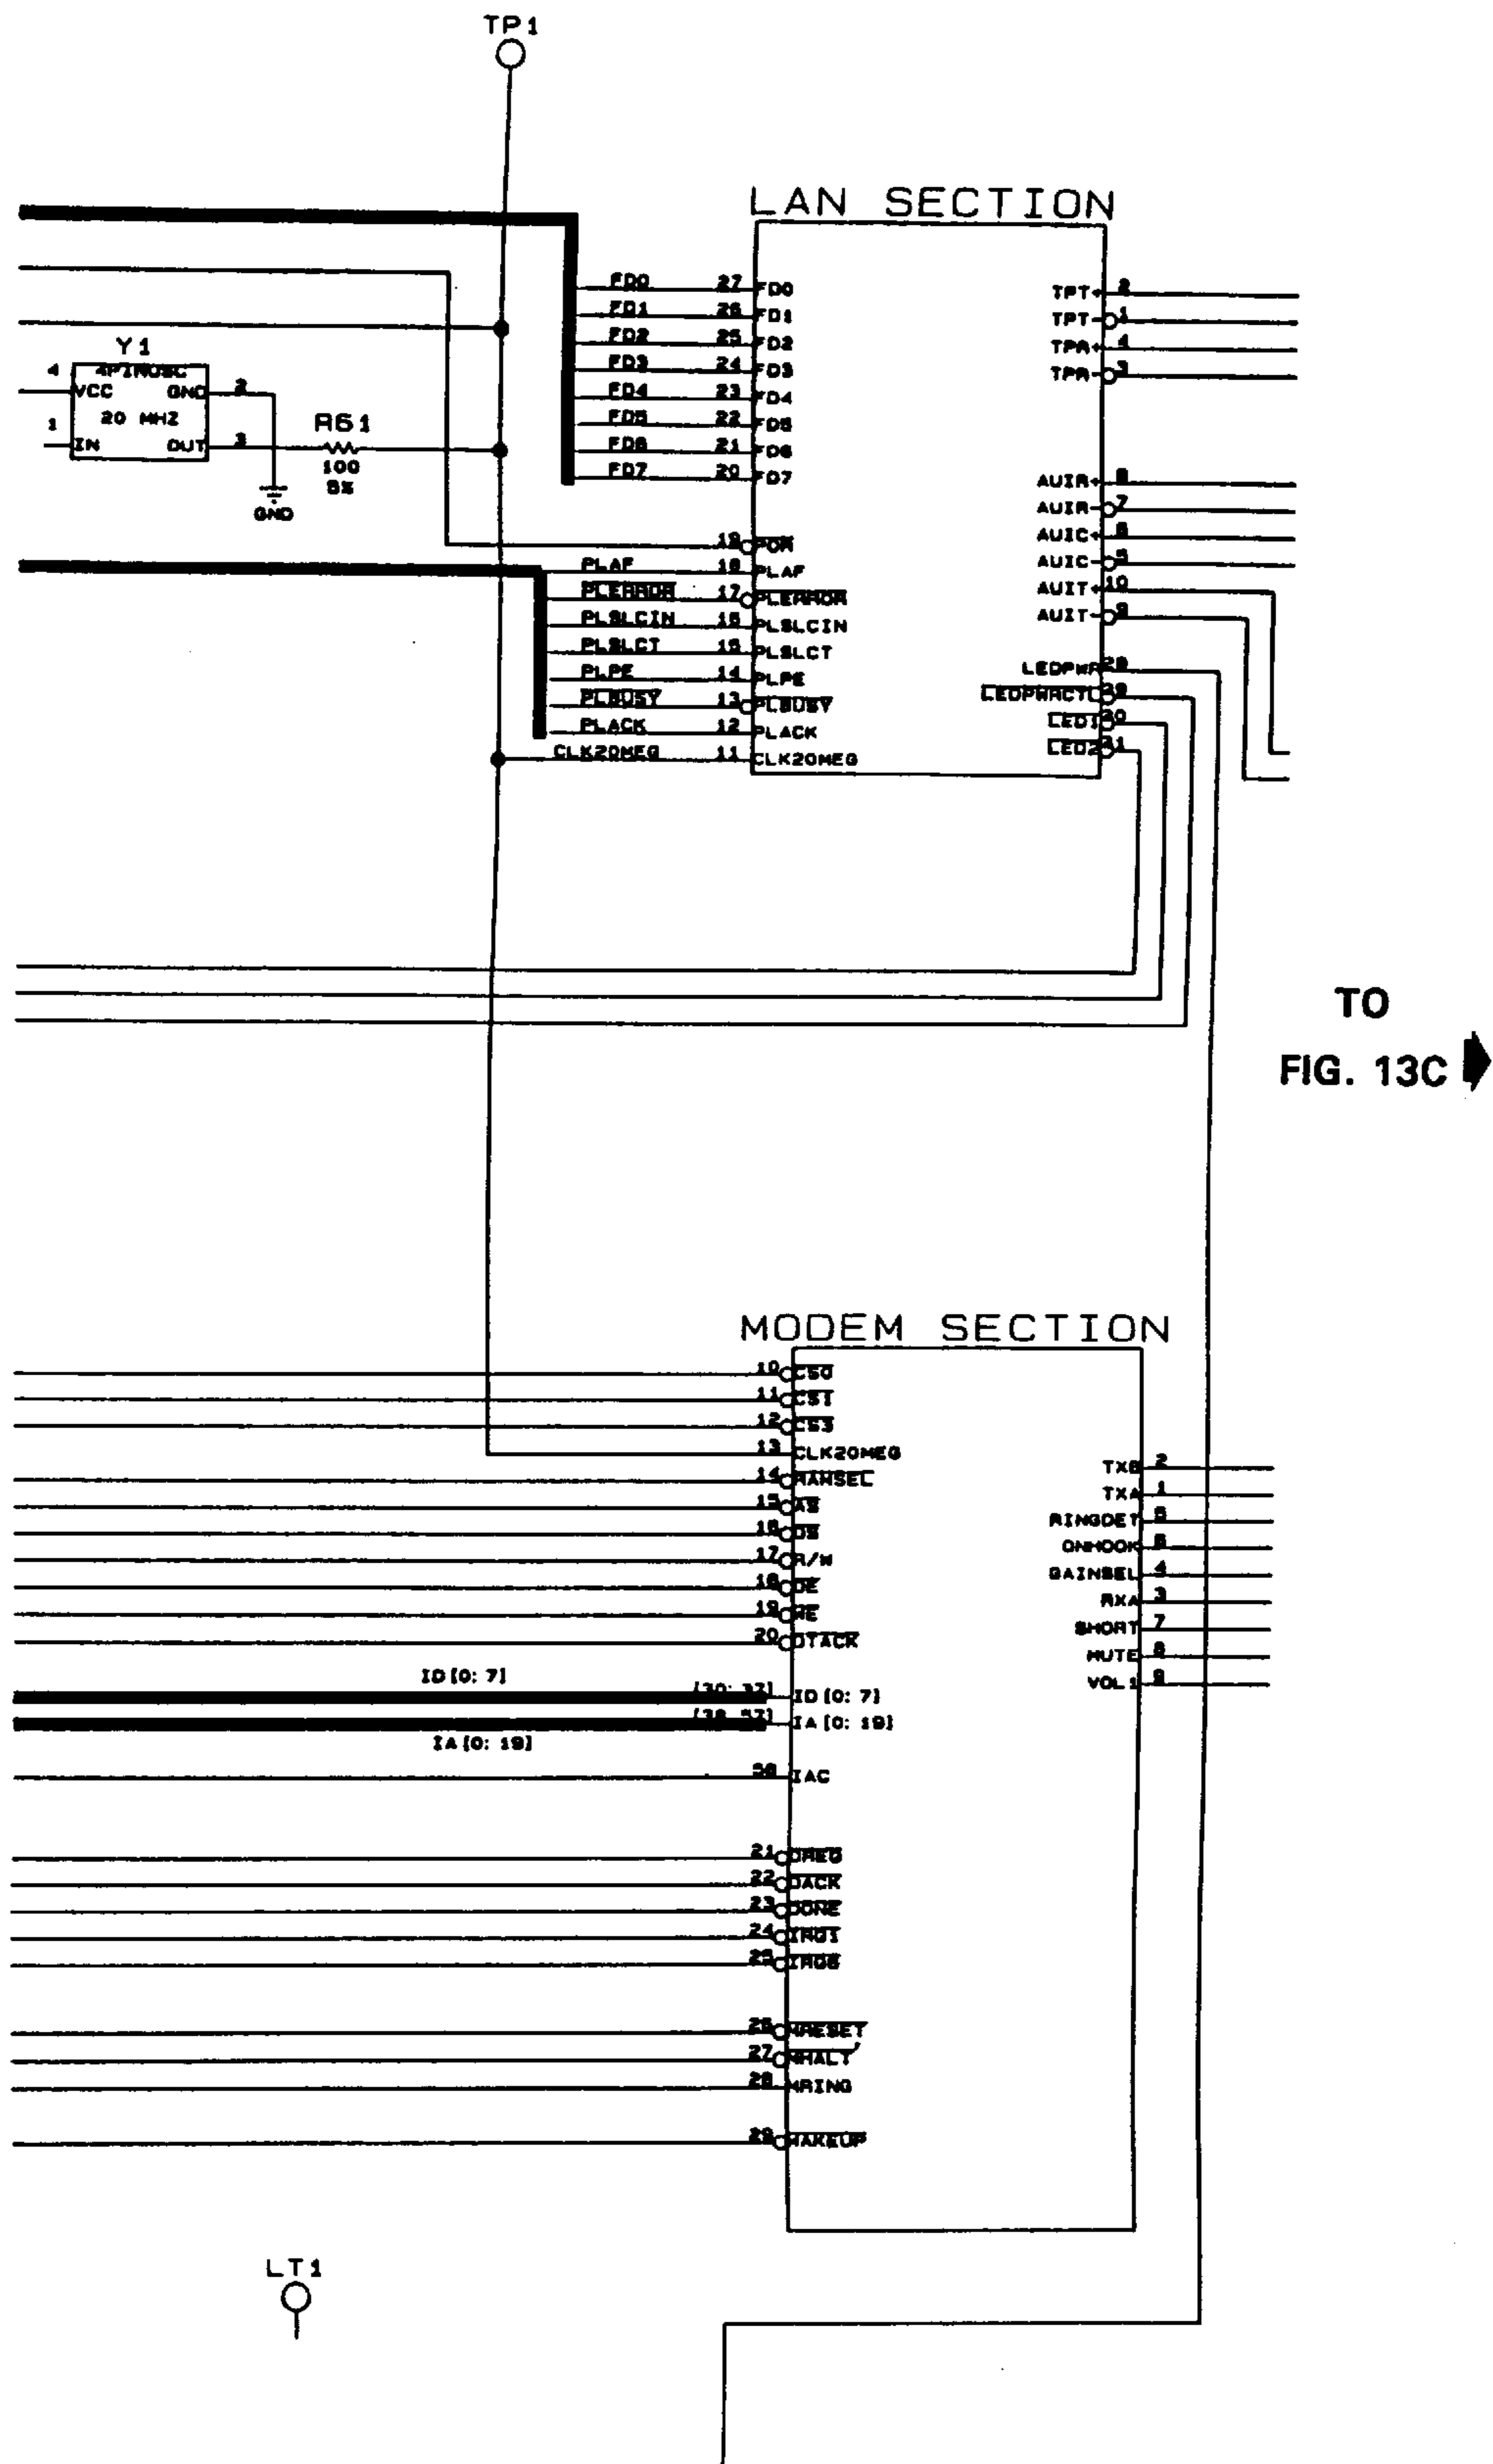 TP1
LAN SECTION
FD0 27 FD0
FD1 26 FD1
FD2 25 FD2
FD3 24 FD3
FD4 23 FD4
FD5 22 FD5
FD6 21 FD6
FD7 20 FD7
TPT+ 2
TPT- 1
TPR+ 4
TPR- 3
Y1
4PINOSC
4 VCC GND 2
20 MHZ
1 IN OUT 3
R61
100
5%
GND
AUIR+ 8
AUIR- 7
AUIC+ 6
AUIC- 5
AUIT+ 10
AUIT- 9
19 POR
PLAF 18 PLAF
PLERROR 17 PLERROR
PLSLCIN 16 PLSLCIN
PLSLCT 15 PLSLCT
PLPE 14 PLPE
PLBUSY 13 PLBUSY
PLACK 12 PLACK
CLK20MEG 11 CLK20MEG
LEDPWR 28
LEDPWRCTL 29
LED1 30
LED2 31
TO
FIG. 13C
MODEM SECTION
10 CS0
11 CS1
12 CS3
13 CLK20MEG
14 RAMSEL
15 AS
16 DS
17 R/W
18 OE
19 WE
20 DTACK
TXB 2
TXA 1
RINGDET 5
ONHOOK 6
GAINSEL 4
RXA 3
SHORT 7
MUTE 8
VOL1 9
ID[0: 7] [30: 37] ID[0: 7]
[38: 57] IA[0: 19]
IA[0: 19]
58 IAC
21 DREQ
22 DACK
23 DONE
24 IRQ1
25 IRQ6
26 MRESET
27 MHALT
28 MRING
29 WAKEUP
LT1